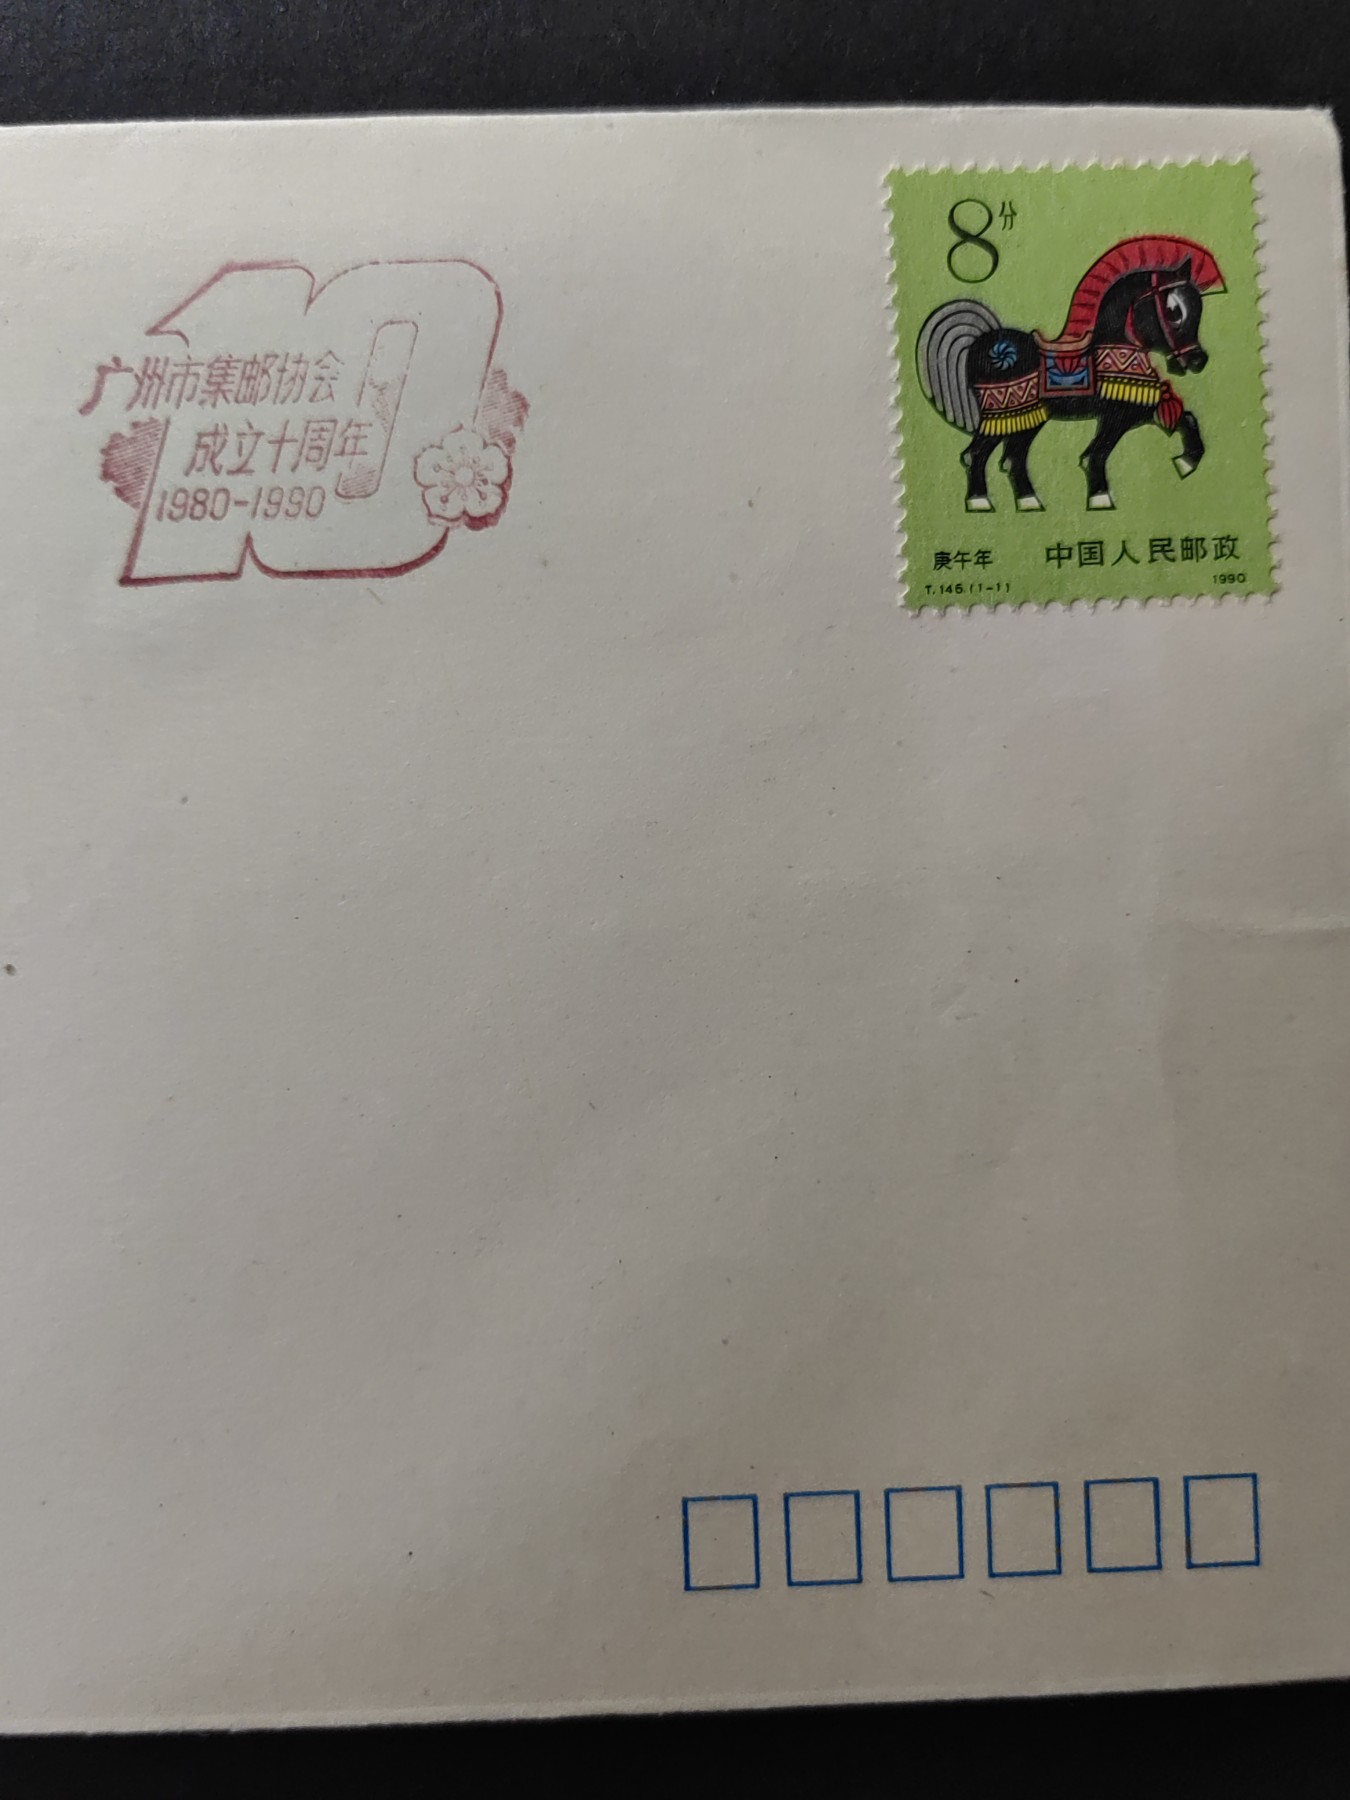 广州市集邮协会
成立十周年
1980-1990
10
8分
庚午年
中国人民邮政
T.146.(1-1)
1990